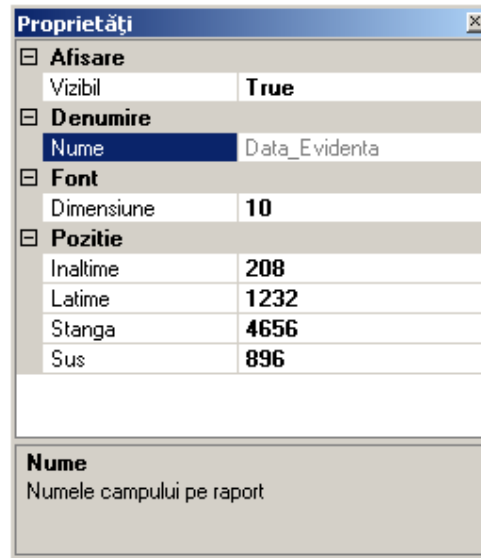 Proprietăţi
Afisare
Vizibil True
Denumire
Nume Data_Evidenta
Font
Dimensiune 10
Pozitie
Inaltime 208
Latime 1232
Stanga 4656
Sus 896
Nume
Numele campului pe raport